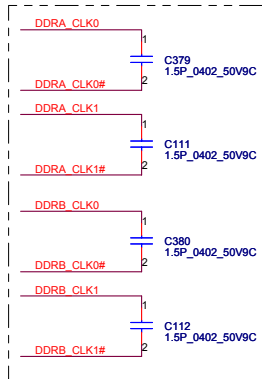 DDRA_CLK0
1
C379
1.5P_0402_50V9C
2
DDRA_CLK0#
DDRA_CLK1
1
C111
1.5P_0402_50V9C
2
DDRA_CLK1#
DDRB_CLK0
1
C380
1.5P_0402_50V9C
2
DDRB_CLK0#
DDRB_CLK1
1
C112
1.5P_0402_50V9C
2
DDRB_CLK1#